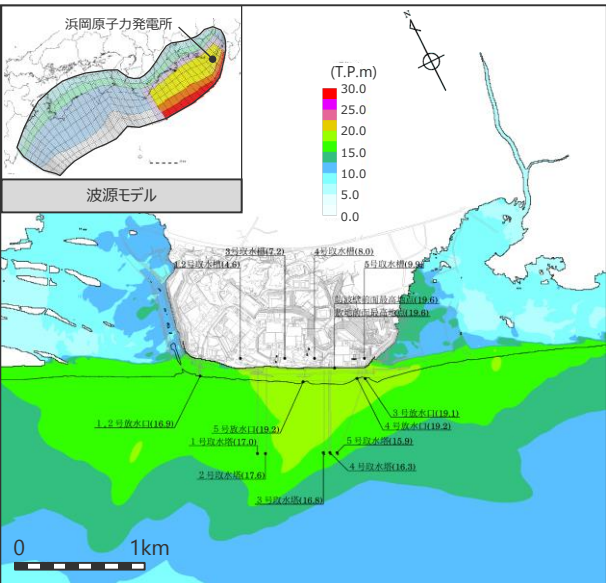 浜岡原子力発電所
波源モデル
N
(T.P.m)
30.0
25.0
20.0
15.0
10.0
5.0
0.0
3号取水槽(7.2)
4号取水槽(8.0)
1,2号取水槽(4.6)
5号取水槽(9.9)
防波壁前面最高地点(19.6)
敷地前面最高地点(19.6)
1,2号放水口(16.9)
5号放水口(19.2)
3号放水口(19.1)
4号放水口(19.2)
1号取水塔(17.0)
5号取水塔(15.9)
2号取水塔(17.6)
4号取水塔(16.3)
3号取水塔(16.8)
0 1km